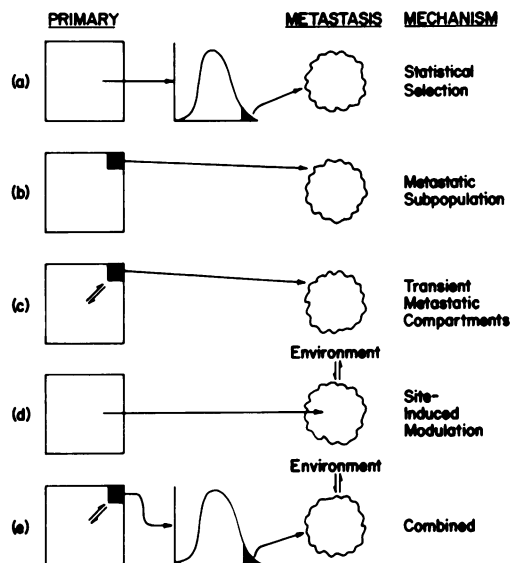 PRIMARY METASTASIS MECHANISM
(a) Statistical
Selection
(b) Metastatic
Subpopulation
(c) Transient
Metastatic
Compartments
Environment
(d) Site-
Induced
Modulation
Environment
(e) Combined